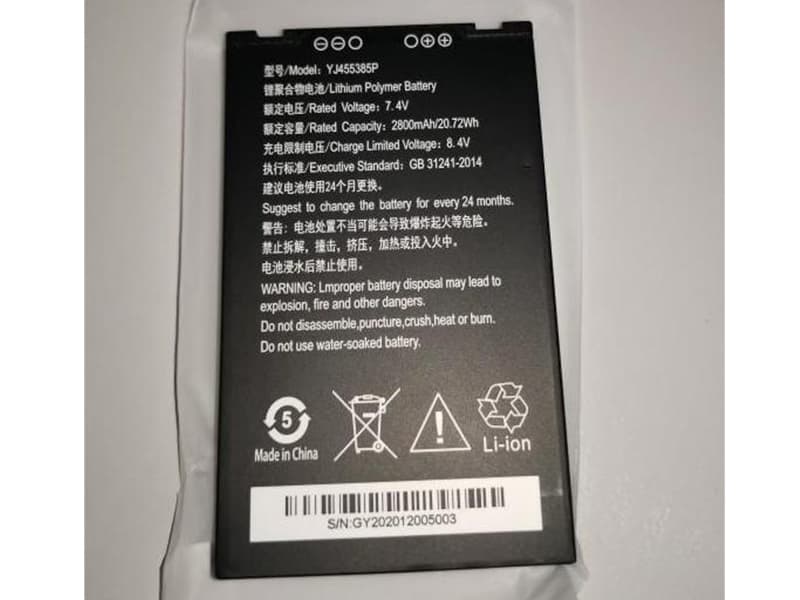 ⊖⊖○ ○⊕⊕
型号/Model: YJ455385P
锂聚合物电池/Lithium Polymer Battery
额定电压/Rated Voltage: 7.4V
额定容量/Rated Capacity: 2800mAh/20.72Wh
充电限制电压/Charge Limited Voltage: 8.4V
执行标准/Executive Standard: GB 31241-2014
建议电池使用24个月更换。
Suggest to change the battery for every 24 months.
警告: 电池处置不当可能会导致爆炸起火等危险。
禁止拆解, 撞击, 挤压, 加热或投入火中。
电池浸水后禁止使用。
WARNING: Lmproper battery disposal may lead to
explosion, fire and other dangers.
Do not disassemble,puncture,crush,heat or burn.
Do not use water-soaked battery.
5
Made in China
!
Li-ion
S/N:GY202012005003